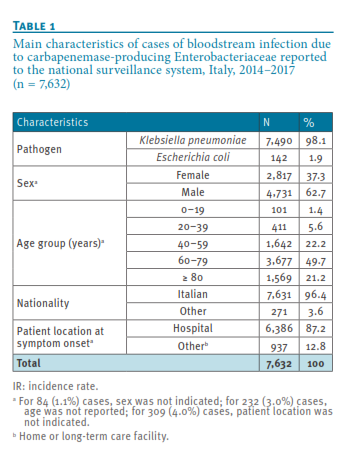 TABLE 1
Main characteristics of cases of bloodstream infection due
to carbapenemase-producing Enterobacteriaceae reported
to the national surveillance system, Italy, 2014–2017
(n = 7,632)
Characteristics N %
Pathogen Klebsiella pneumoniae 7,490 98.1
Escherichia coli 142 1.9
Sexᵃ Female 2,817 37.3
Male 4,731 62.7
Age group (years)ᵃ 0–19 101 1.4
20–39 411 5.6
40–59 1,642 22.2
60–79 3,677 49.7
≥ 80 1,569 21.2
Nationality Italian 7,631 96.4
Other 271 3.6
Patient location at
symptom onsetᵃ Hospital 6,386 87.2
Otherᵇ 937 12.8
Total 7,632 100
IR: incidence rate.
ᵃ For 84 (1.1%) cases, sex was not indicated; for 232 (3.0%) cases,
age was not reported; for 309 (4.0%) cases, patient location was
not indicated.
ᵇ Home or long-term care facility.